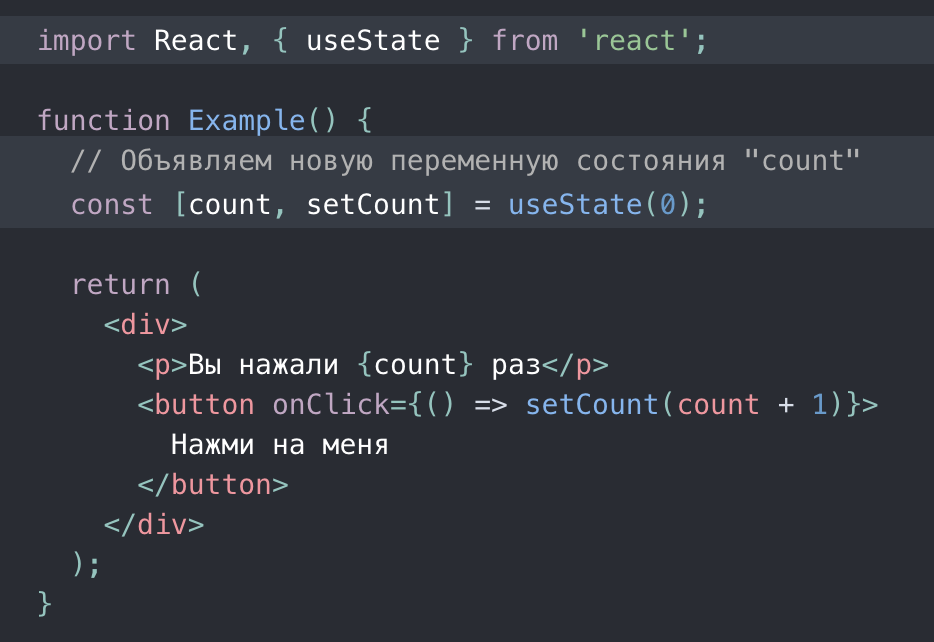 import React, { useState } from 'react';
function Example() {
// Объявляем новую переменную состояния "count"
const [count, setCount] = useState(0);
return (
<div>
<p>Вы нажали {count} раз</p>
<button onClick={() => setCount(count + 1)}>
Нажми на меня
</button>
</div>
);
}